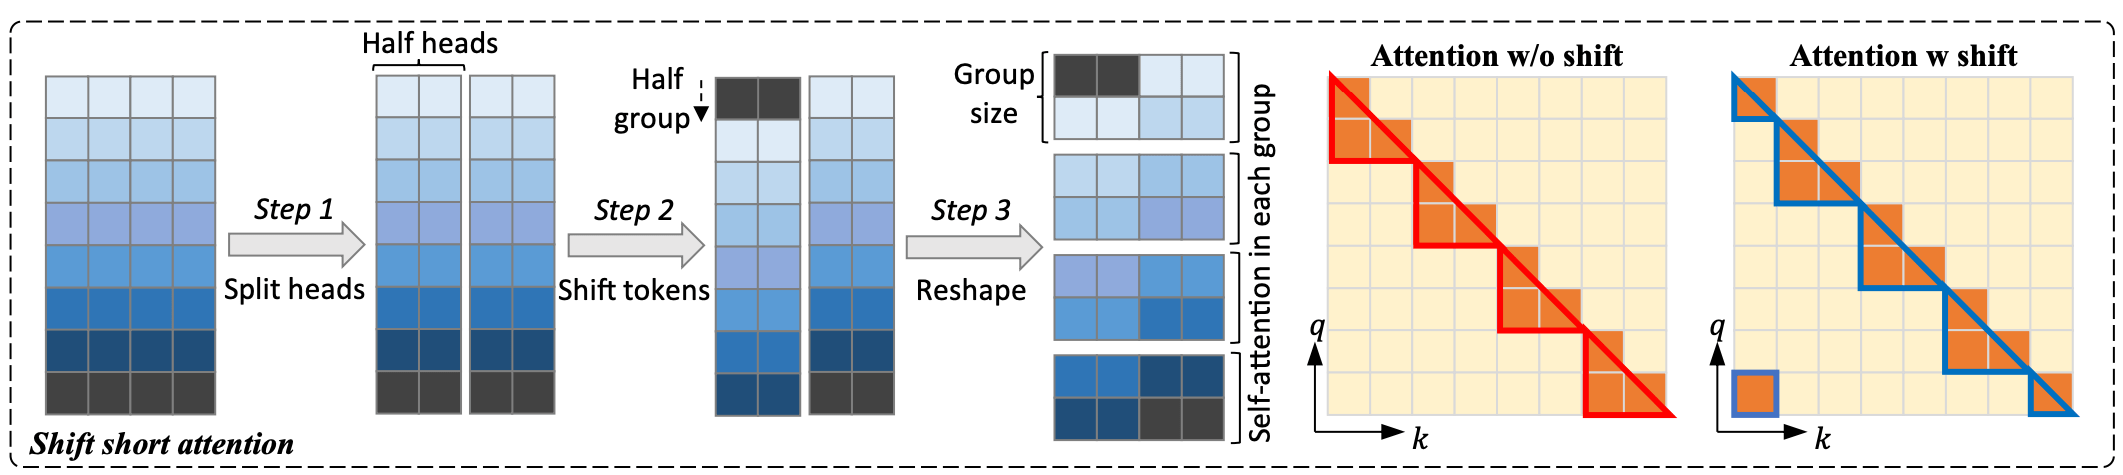 Half heads
Half
group
Group
size
Attention w/o shift
Attention w shift
Step 1
Split heads
Step 2
Shift tokens
Step 3
Reshape
Self-attention in each group
q
k
q
k
Shift short attention